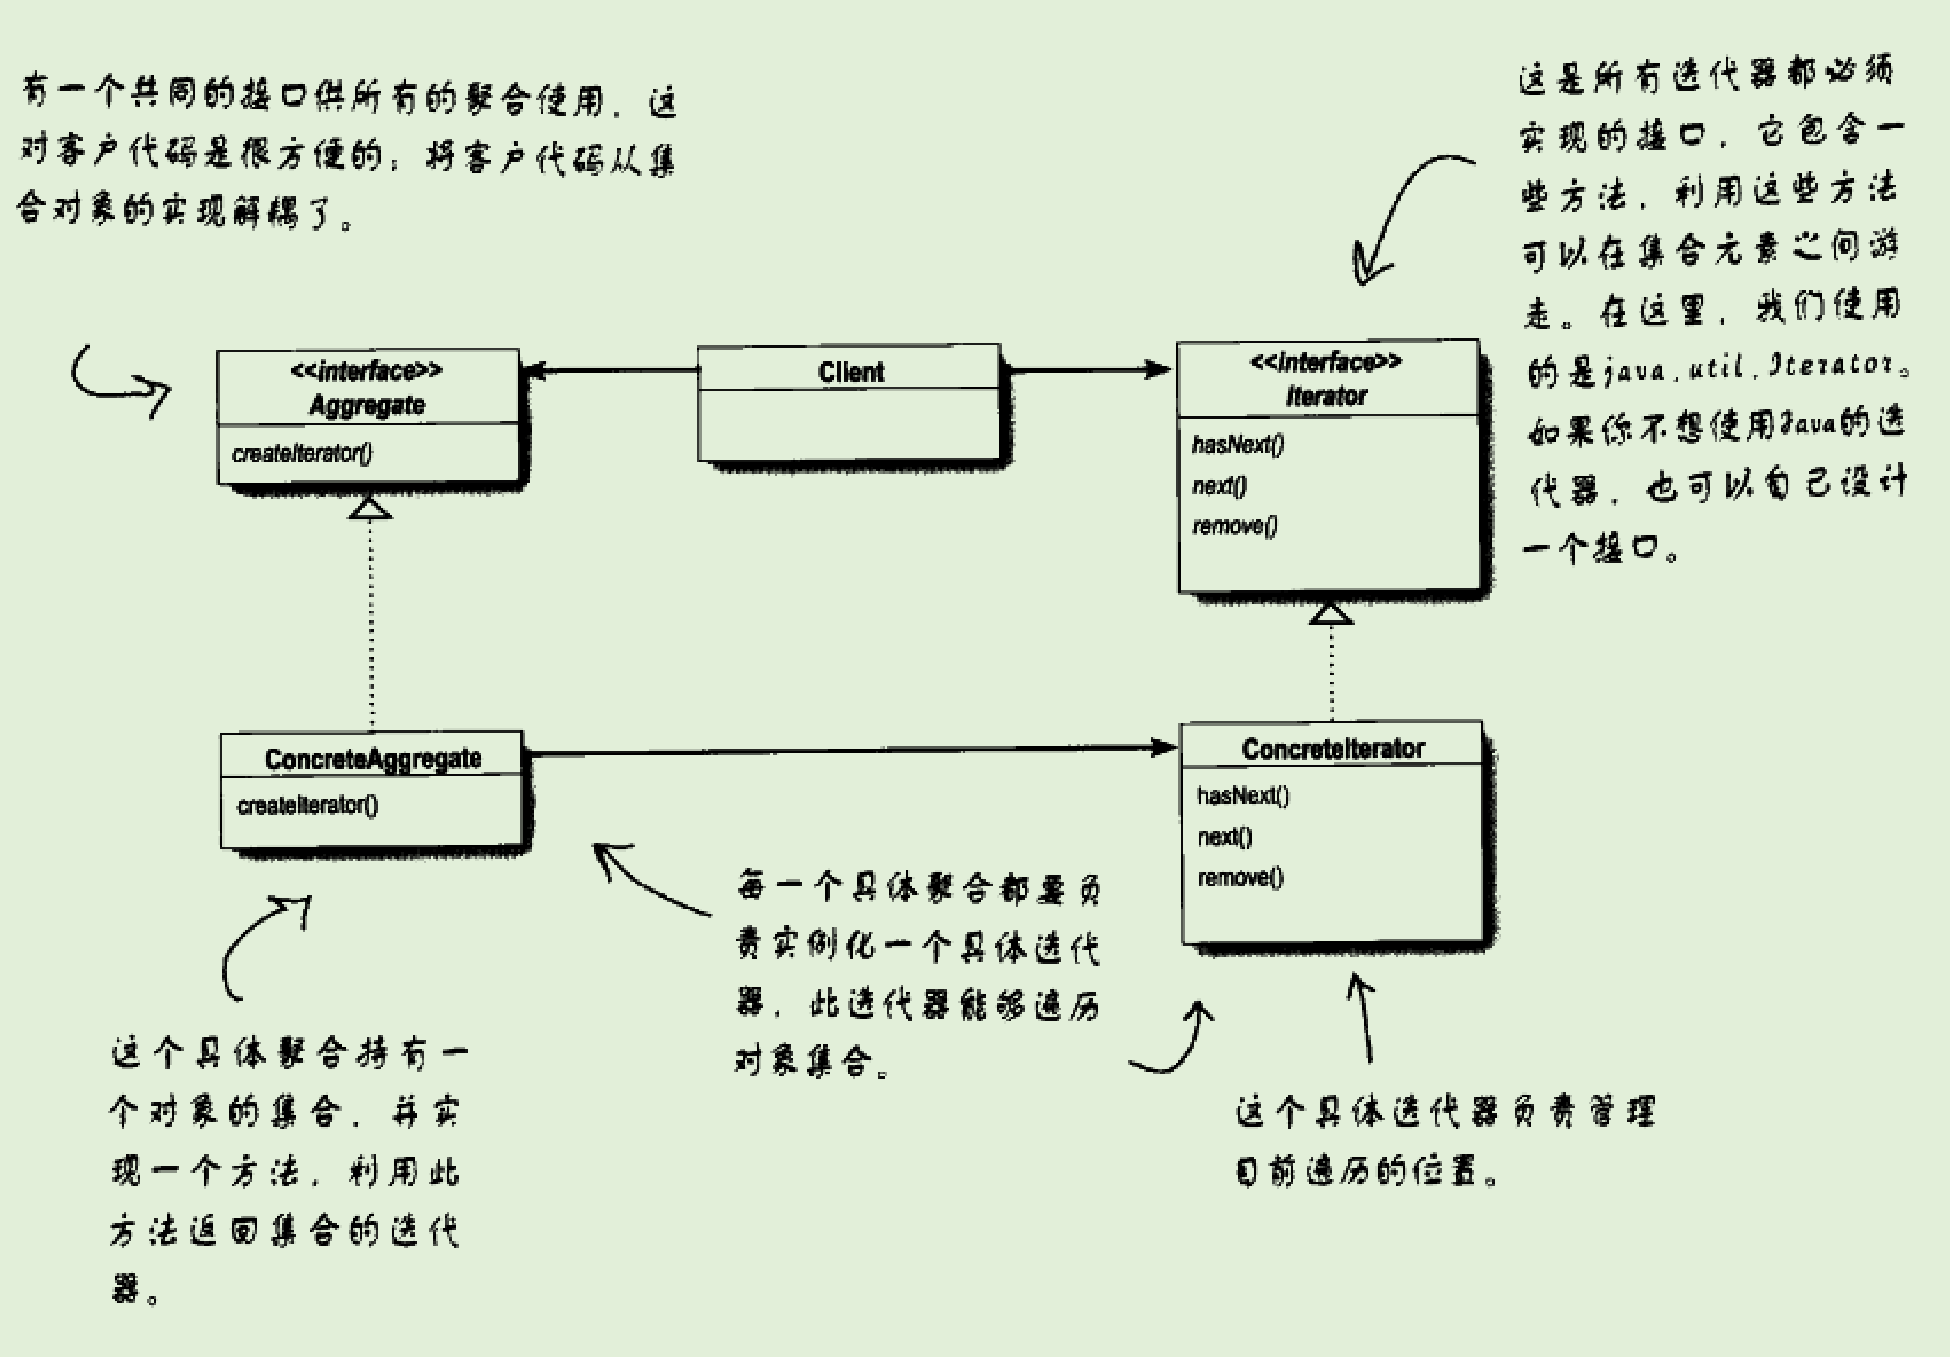 有一个共同的接口供所有的聚合使用，这
对客户代码是很方便的，将客户代码从集
合对象的实现解耦了。
这是所有迭代器都必须
实现的接口，它包含一
些方法，利用这些方法
可以在集合元素之间游
走。在这里，我们使用
的是java.util.Iterator。
如果你不想使用Java的迭
代器，也可以自己设计
一个接口。
<<interface>>
Aggregate
createIterator()
Client
<<interface>>
Iterator
hasNext()
next()
remove()
ConcreteAggregate
createIterator()
ConcreteIterator
hasNext()
next()
remove()
每一个具体聚合都要负
责实例化一个具体迭代
器，此迭代器能够遍历
对象集合。
这个具体聚合持有一
个对象的集合，并实
现一个方法，利用此
方法返回集合的迭代
器。
这个具体迭代器负责管理
目前遍历的位置。